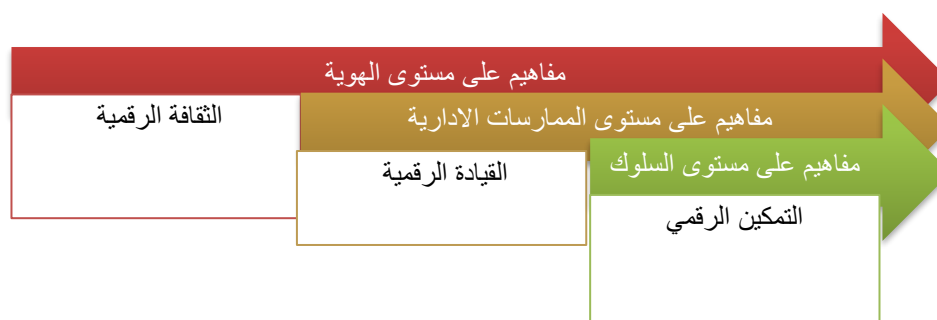 مفاهيم على مستوى الهوية
الثقافة الرقمية
مفاهيم على مستوى الممارسات الادارية
القيادة الرقمية
مفاهيم على مستوى السلوك
التمكين الرقمي